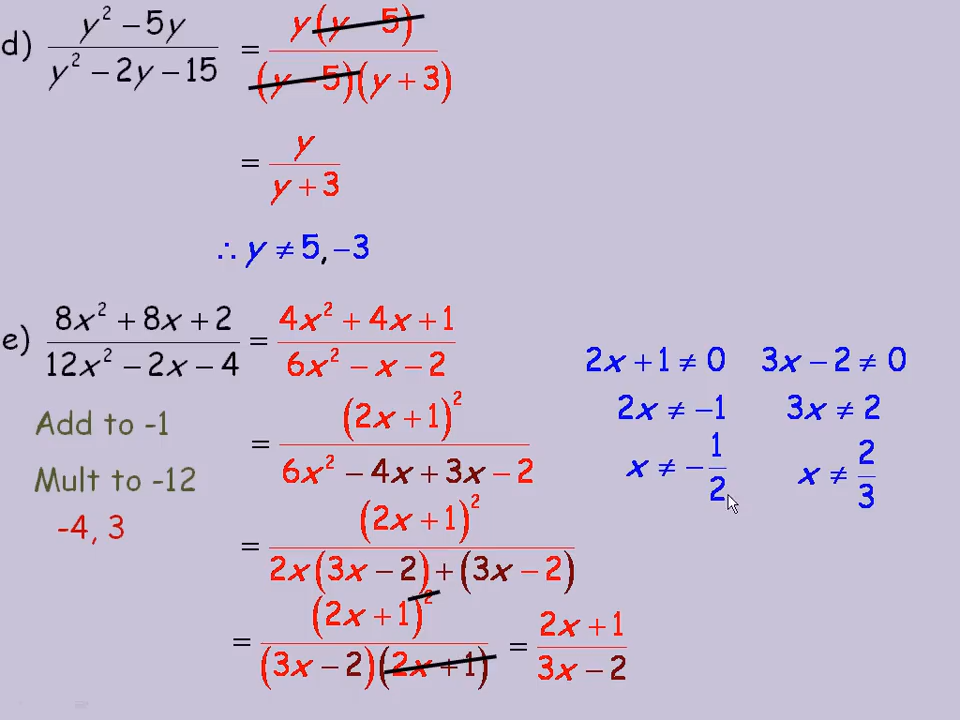 d) (y² − 5y)/(y² − 2y − 15) = y(y − 5)/((y − 5)(y + 3))
= y/(y + 3)
∴ y ≠ 5, −3
e) (8x² + 8x + 2)/(12x² − 2x − 4) = (4x² + 4x + 1)/(6x² − x − 2)
Add to -1
Mult to -12
-4, 3
= (2x + 1)²/(6x² − 4x + 3x − 2)
= (2x + 1)²/(2x(3x − 2) + (3x − 2))
= (2x + 1)²/((3x − 2)(2x + 1)) = (2x + 1)/(3x − 2)
2x + 1 ≠ 0
2x ≠ −1
x ≠ −1/2
3x − 2 ≠ 0
3x ≠ 2
x ≠ 2/3